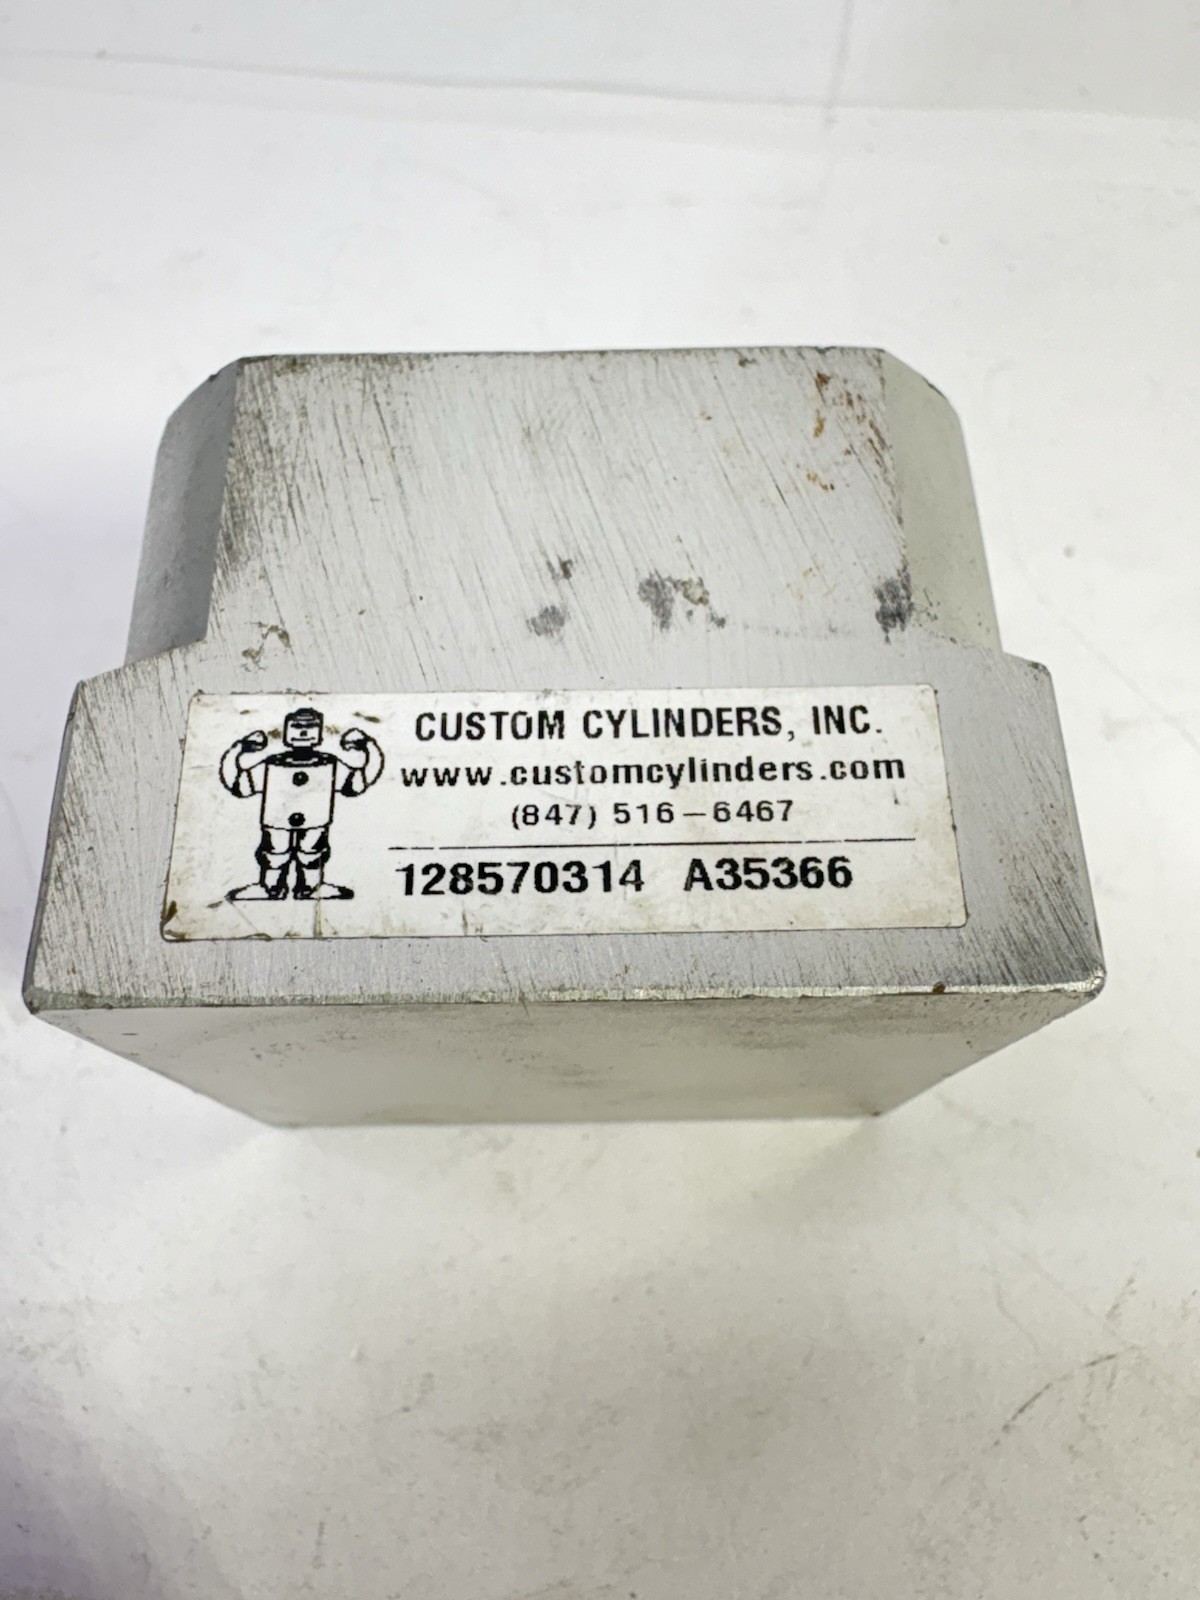 CUSTOM CYLINDERS, INC.
www.customcylinders.com
(847) 516-6467
128570314 A35366